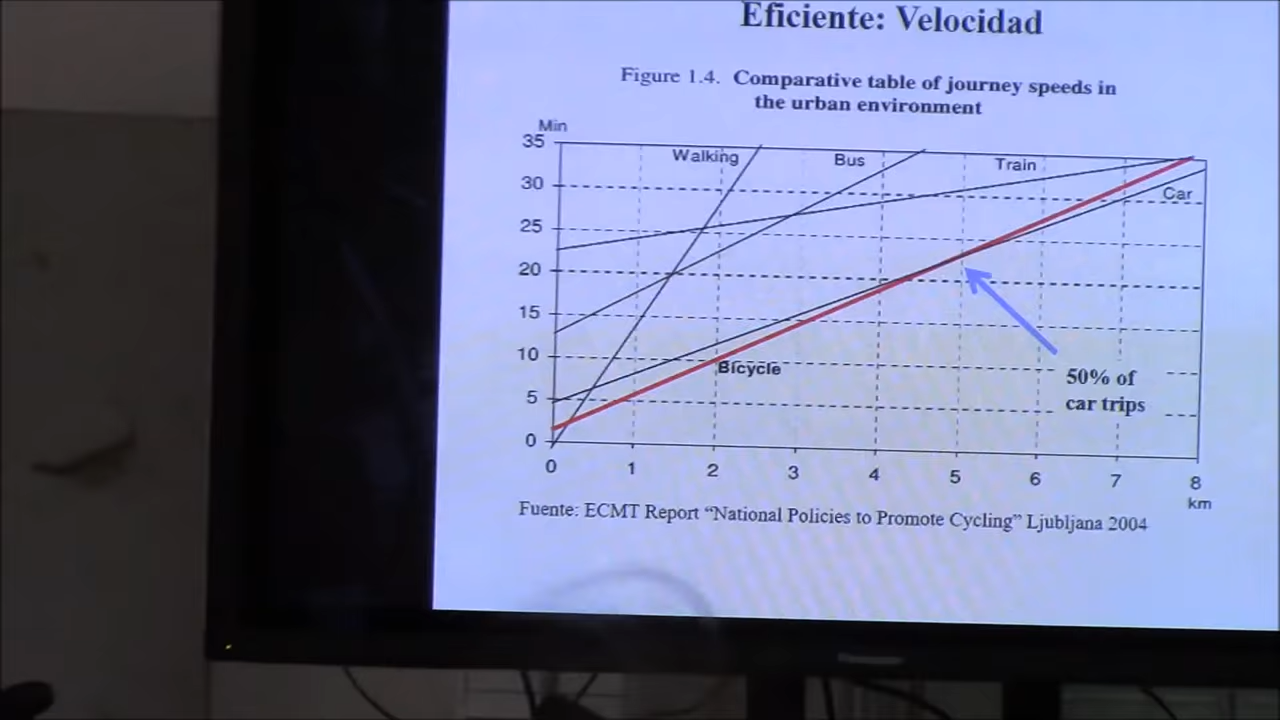 Eficiente: Velocidad
Figure 1.4. Comparative table of journey speeds in
the urban environment
Min
35
30
25
20
15
10
5
0
Walking
Bus
Train
Car
Bicycle
50% of
car trips
0 1 2 3 4 5 6 7 8
km
Fuente: ECMT Report “National Policies to Promote Cycling” Ljubljana 2004